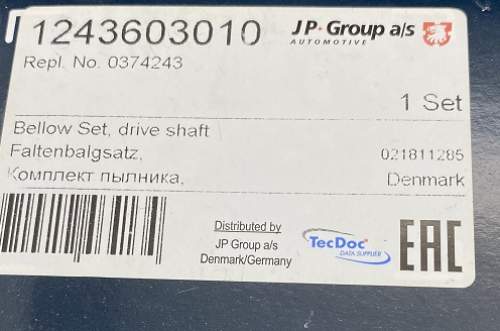 1243603010
JP·Group a/s
AUTOMOTIVE
Repl. No. 0374243
1 Set
Bellow Set, drive shaft
Faltenbalgsatz,
021811285
Комплект пылника,
Denmark
Distributed by
JP Group a/s
Denmark/Germany
TecDoc
DATA SUPPLIER
EAC